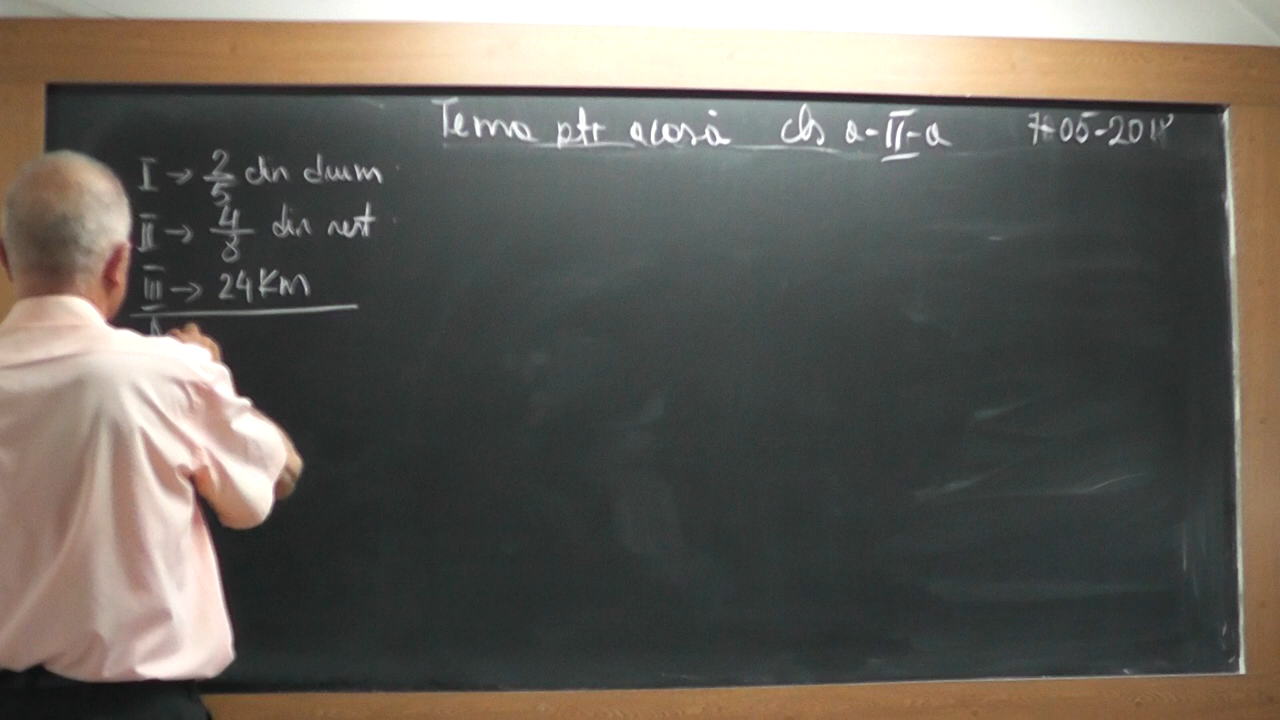 Tema ptr acasă cls a-II-a 7-05-2018
I → 2/5 din drum
II → 4/8 din rest
III → 24 Km